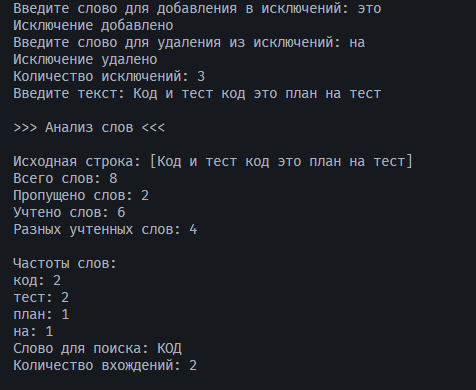 Введите слово для добавления в исключений: это
Исключение добавлено
Введите слово для удаления из исключений: на
Исключение удалено
Количество исключений: 3
Введите текст: Код и тест код это план на тест
>>> Анализ слов <<<
Исходная строка: [Код и тест код это план на тест]
Всего слов: 8
Пропущено слов: 2
Учтено слов: 6
Разных учтенных слов: 4
Частоты слов:
код: 2
тест: 2
план: 1
на: 1
Слово для поиска: КОД
Количество вхождений: 2